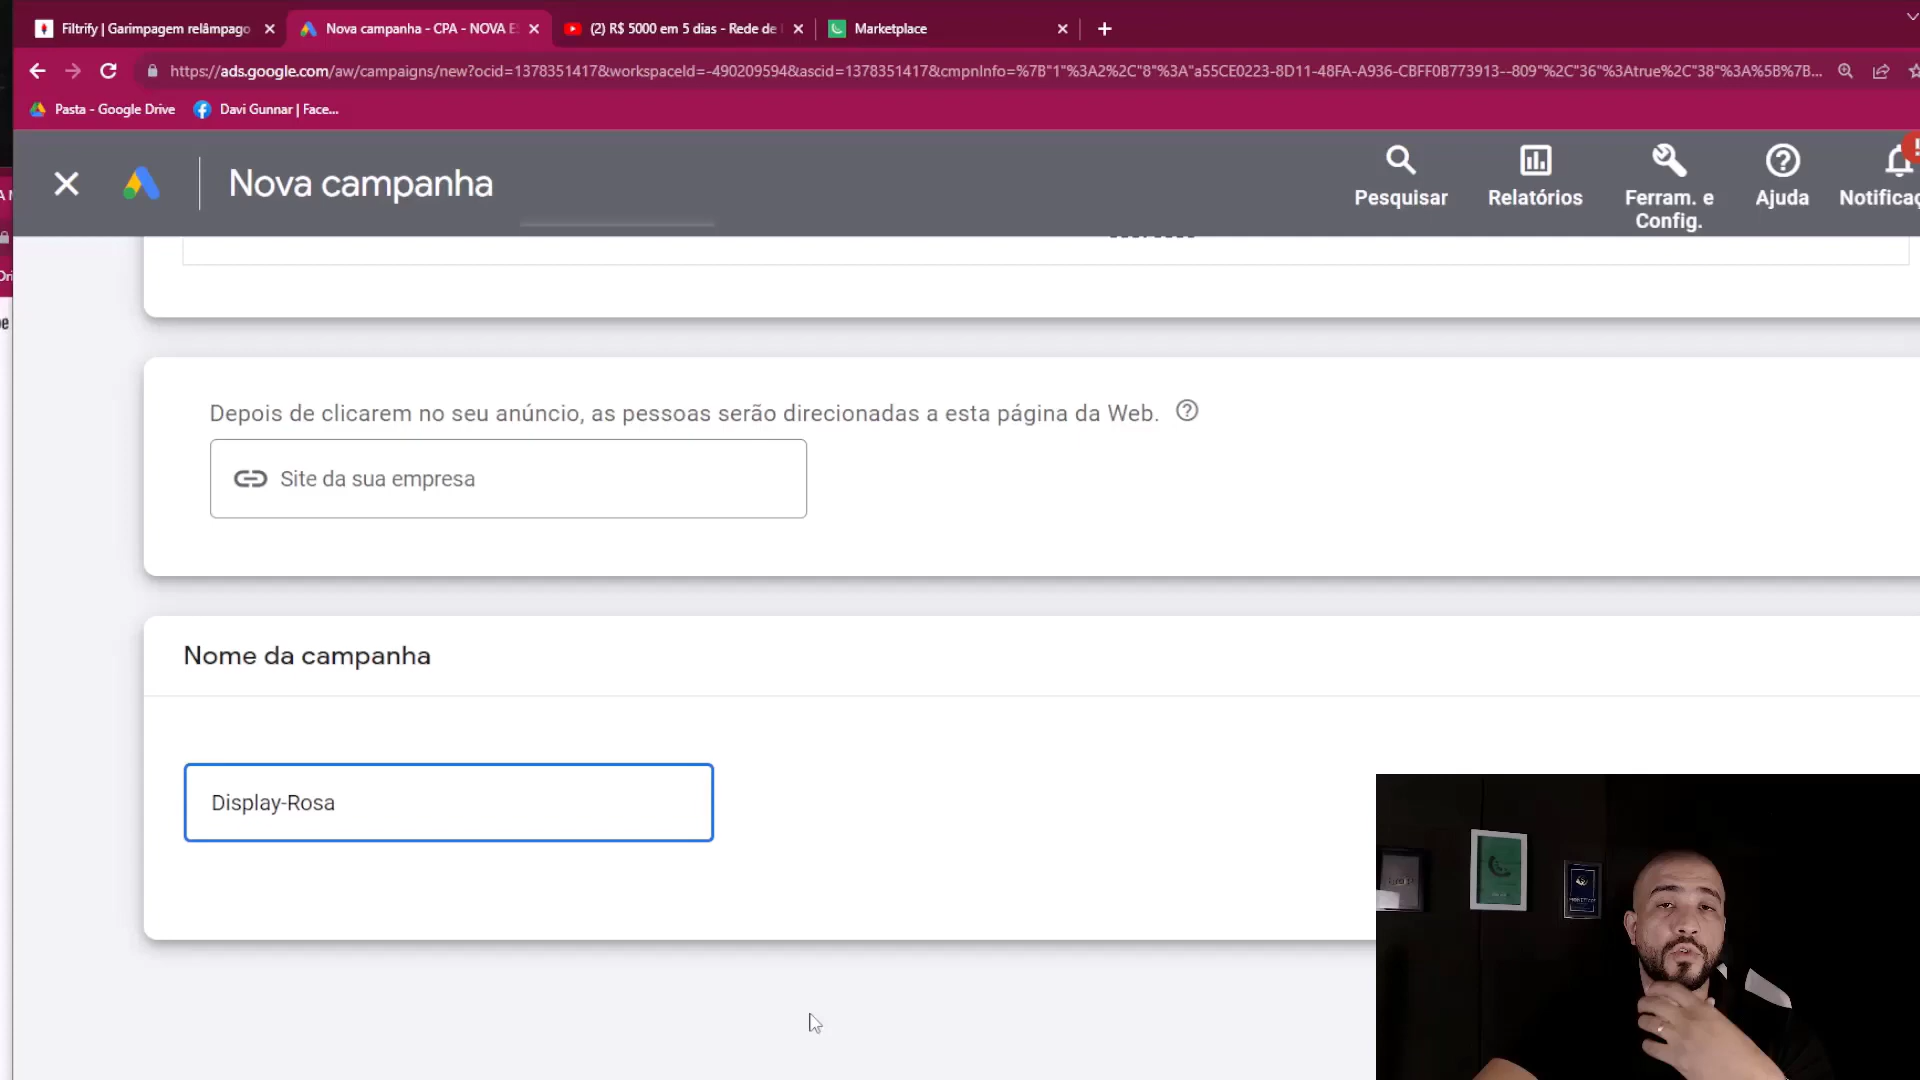 Filtrify | Garimpagem relâmpago
Nova campanha - CPA - NOVA E
(2) R$ 5000 em 5 dias - Rede de
Marketplace
https://ads.google.com/aw/campaigns/new?ocid=1378351417&workspaceId=-490209594&ascid=1378351417&cmpnInfo=%7B"1"%3A2%2C"8"%3A"a55CE0223-8D11-48FA-A936-CBFF0B773913--809"%2C"36"%3Atrue%2C"38"%3A%5B%7B...
Pasta - Google Drive
Davi Gunnar | Face...
Nova campanha
Pesquisar
Relatórios
Ferram. e
Config.
Ajuda
Notificaç
Depois de clicarem no seu anúncio, as pessoas serão direcionadas a esta página da Web.
Site da sua empresa
Nome da campanha
Display-Rosa